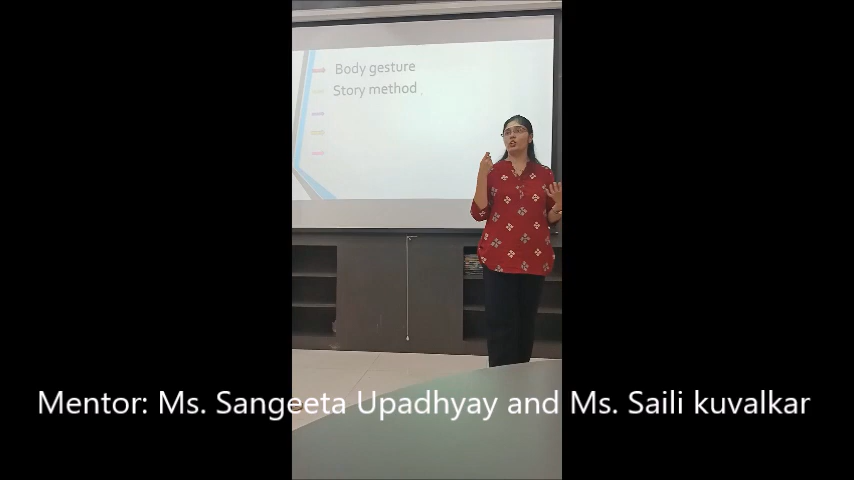 Body gesture
Story method
Mentor: Ms. Sangeeta Upadhyay and Ms. Saili kuvalkar